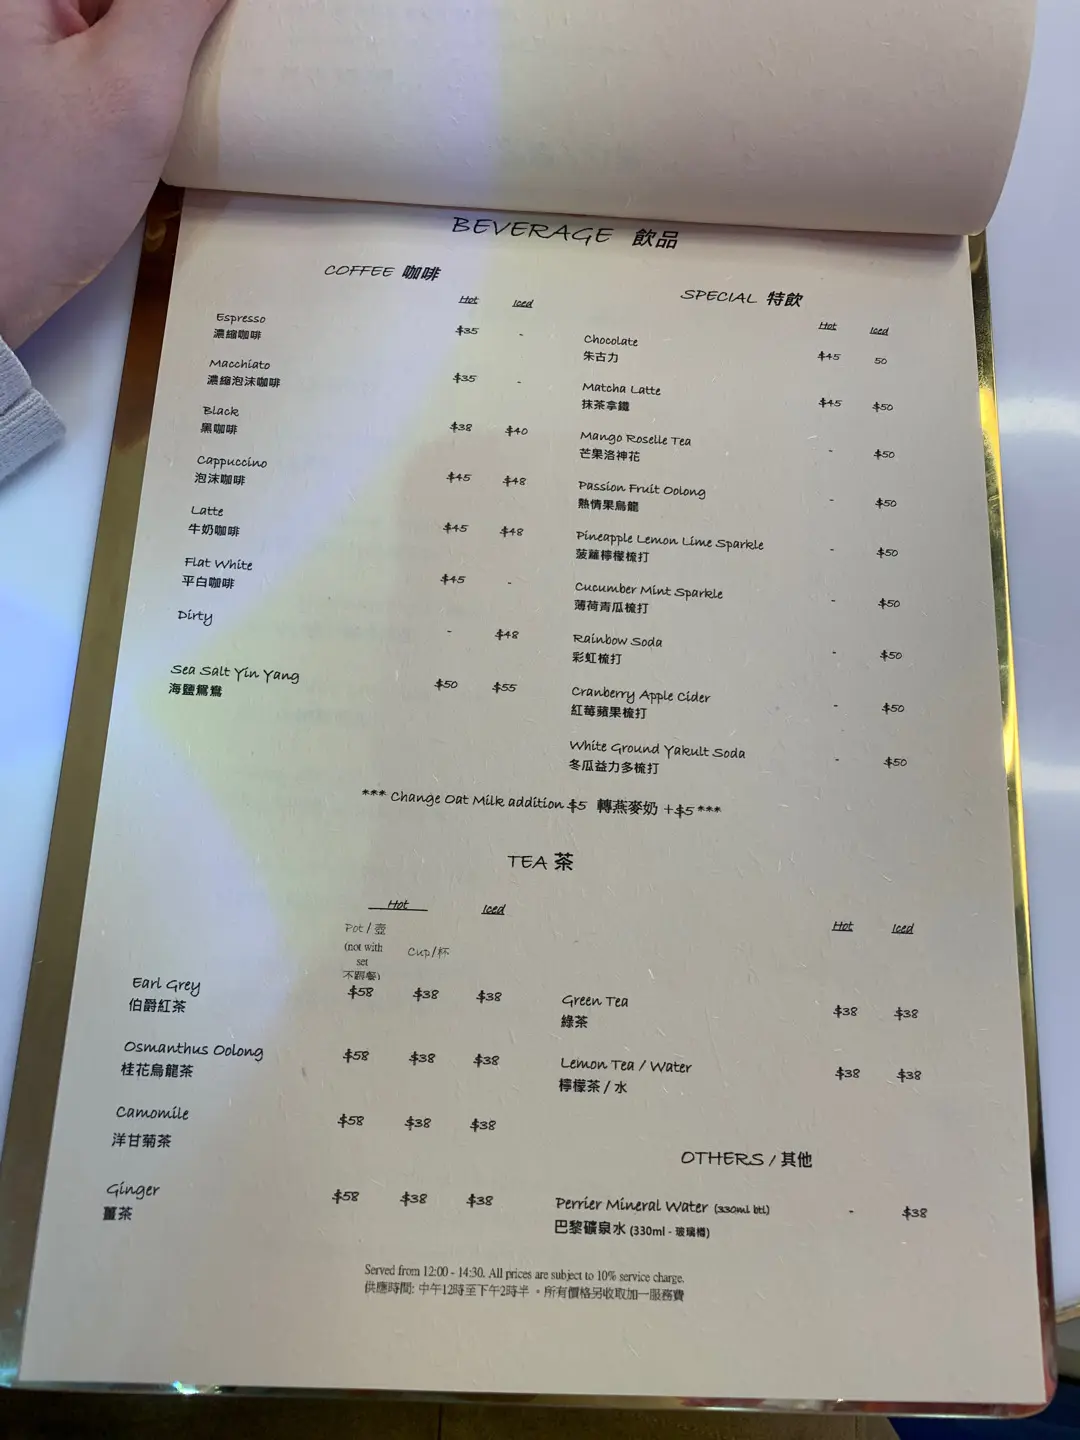 BEVERAGE 飲品
COFFEE 咖啡
Hot Iced
Espresso
濃縮咖啡
$35 -
Macchiato
濃縮泡沫咖啡
$35 -
Black
黑咖啡
$38 $40
Cappuccino
泡沫咖啡
$45 $48
Latte
牛奶咖啡
$45 $48
Flat White
平白咖啡
$45 -
Dirty
- $48
Sea Salt Yin Yang
海鹽鴛鴦
$50 $55
SPECIAL 特飲
Hot Iced
Chocolate
朱古力
$45 50
Matcha Latte
抹茶拿鐵
$45 $50
Mango Roselle Tea
芒果洛神花
- $50
Passion Fruit Oolong
熱情果烏龍
- $50
Pineapple Lemon Lime Sparkle
菠蘿檸檬梳打
- $50
Cucumber Mint Sparkle
薄荷青瓜梳打
- $50
Rainbow Soda
彩虹梳打
- $50
Cranberry Apple Cider
紅莓蘋果梳打
- $50
White Ground Yakult Soda
冬瓜益力多梳打
- $50
*** Change Oat Milk addition $5 轉燕麥奶 +$5 ***
TEA 茶
Hot Iced
Pot / 壺
(not with
set
不跟餐)
Cup/杯
Earl Grey
伯爵紅茶
$58 $38 $38
Osmanthus Oolong
桂花烏龍茶
$58 $38 $38
Camomile
洋甘菊茶
$58 $38 $38
Ginger
薑茶
$58 $38 $38
Hot Iced
Green Tea
綠茶
$38 $38
Lemon Tea / Water
檸檬茶 / 水
$38 $38
OTHERS / 其他
Perrier Mineral Water (330ml btl)
巴黎礦泉水 (330ml - 玻璃樽)
- $38
Served from 12:00 - 14:30. All prices are subject to 10% service charge.
供應時間: 中午12時至下午2時半 。所有價格另收取加一服務費